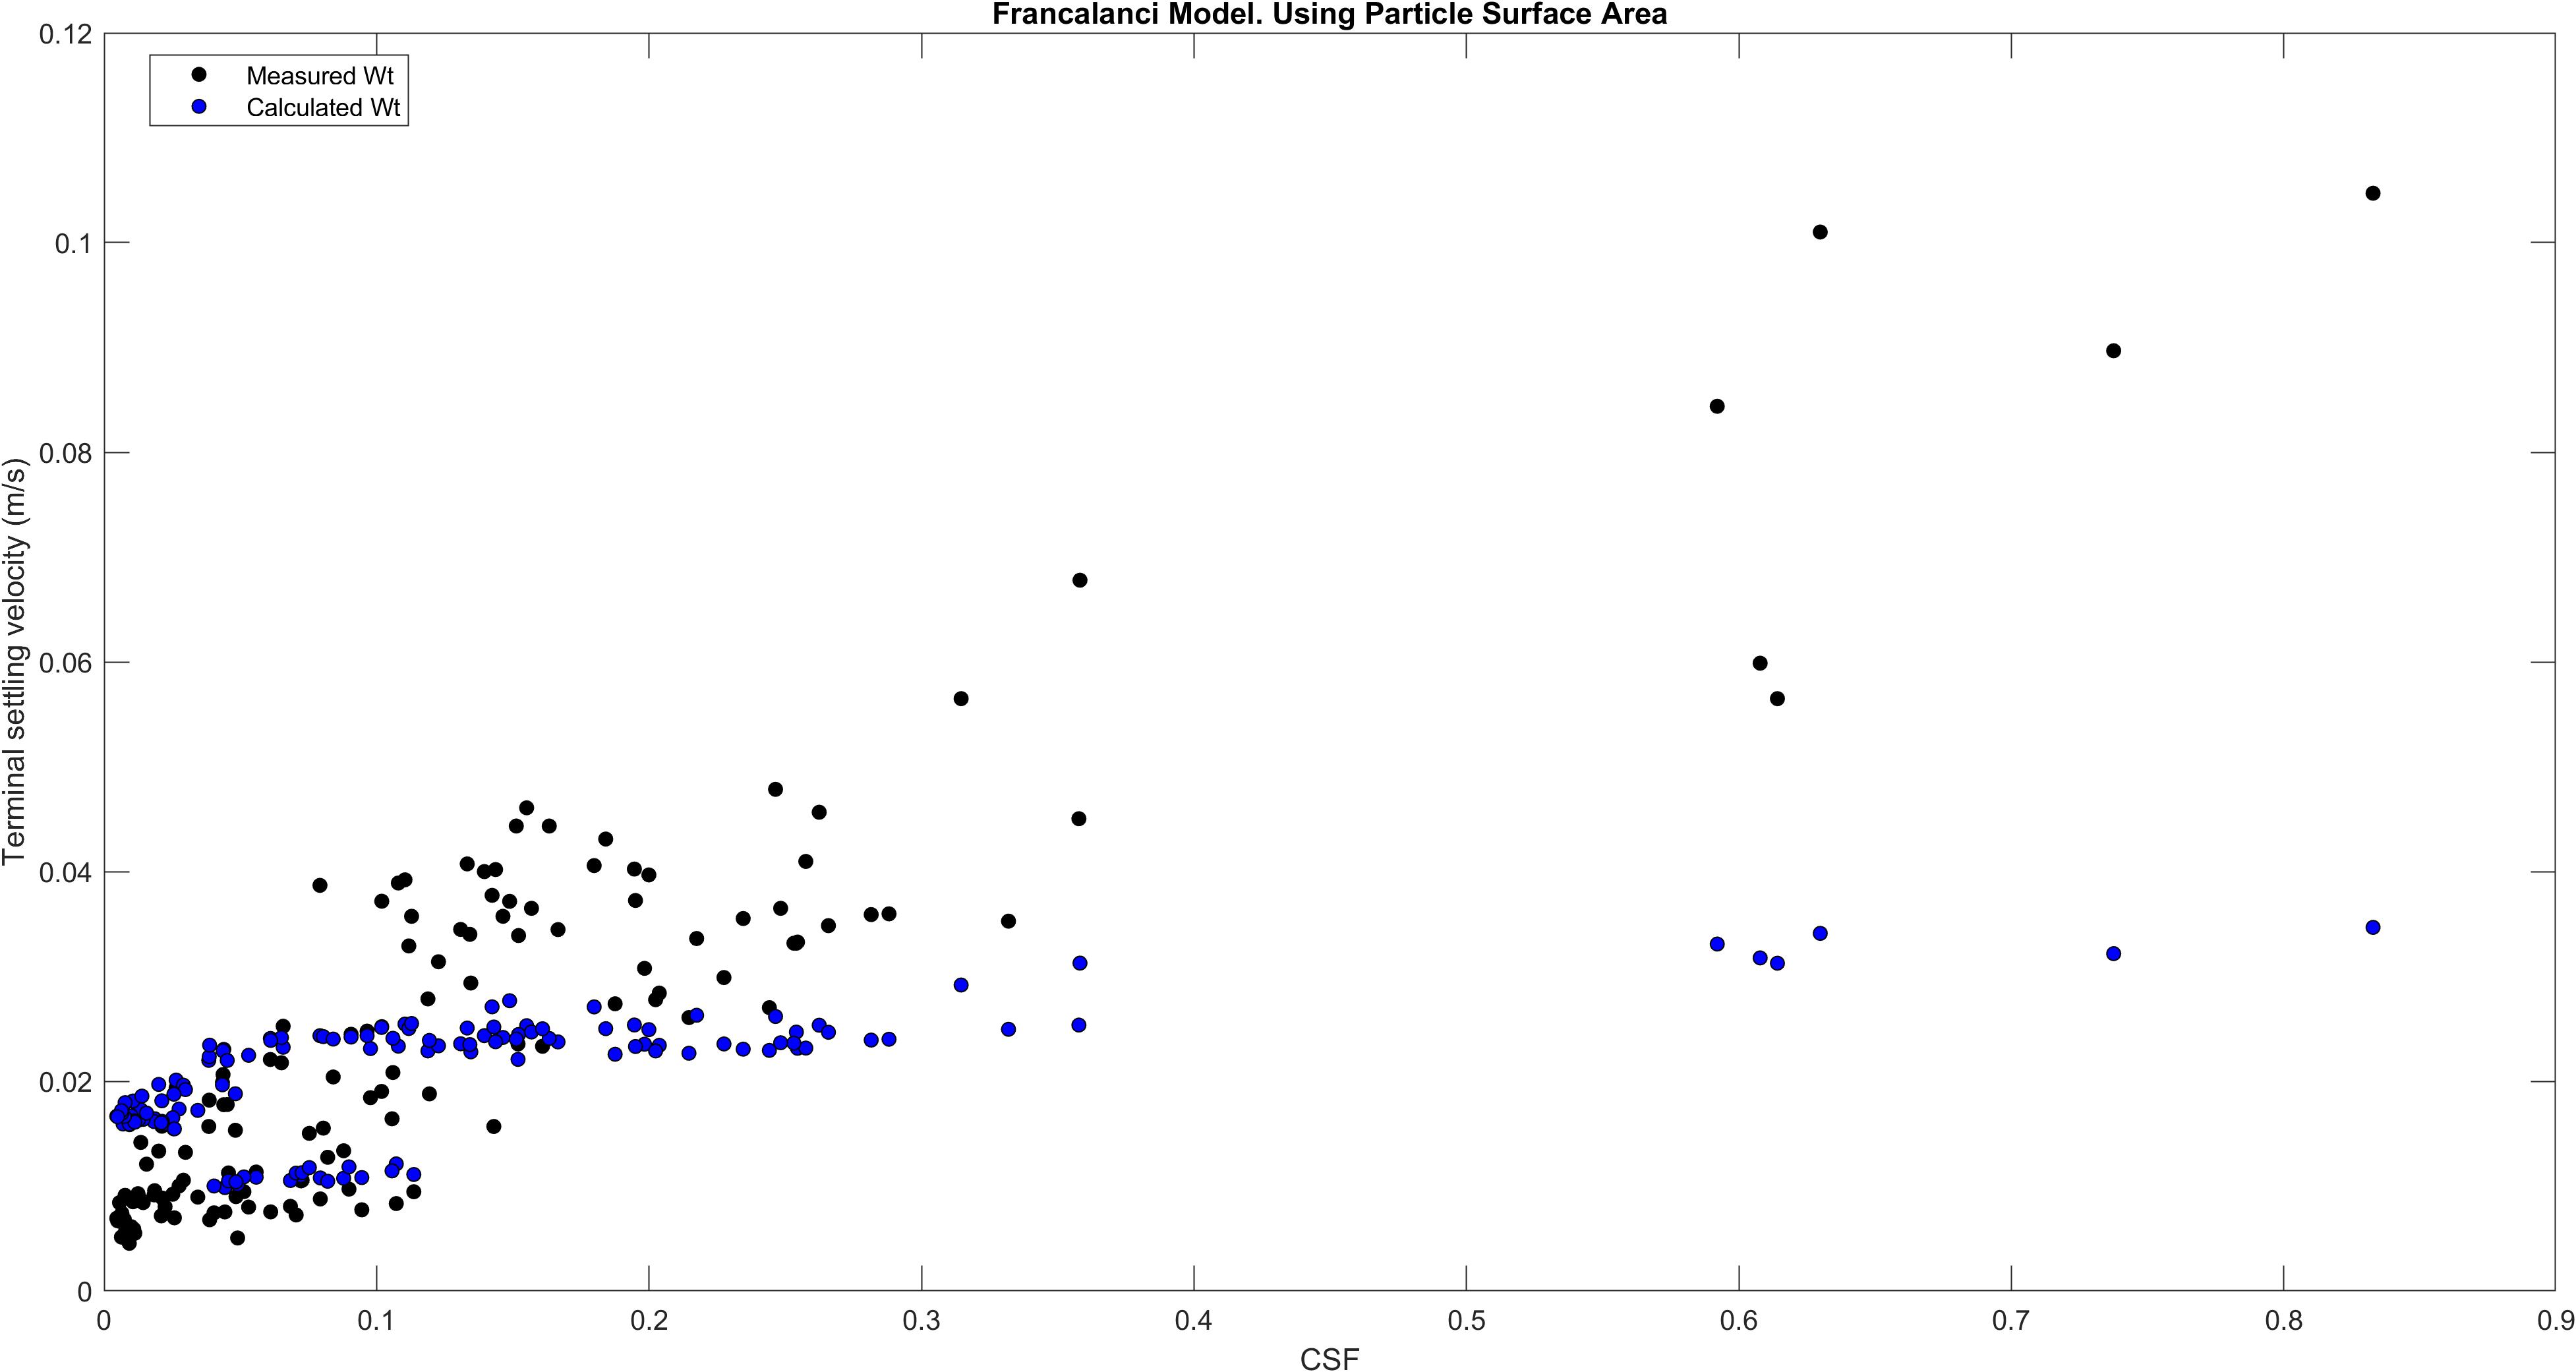 Francalanci Model. Using Particle Surface Area
Measured Wt
Calculated Wt
0.12
0.1
0.08
0.06
0.04
0.02
0
Terminal settling velocity (m/s)
0 0.1 0.2 0.3 0.4 0.5 0.6 0.7 0.8 0.9
CSF